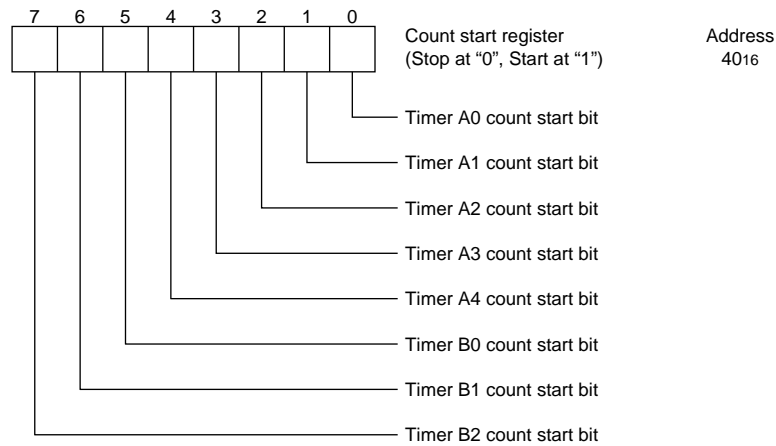 7 6 5 4 3 2 1 0
Count start register Address
(Stop at “0”, Start at “1”) 4016
Timer A0 count start bit
Timer A1 count start bit
Timer A2 count start bit
Timer A3 count start bit
Timer A4 count start bit
Timer B0 count start bit
Timer B1 count start bit
Timer B2 count start bit